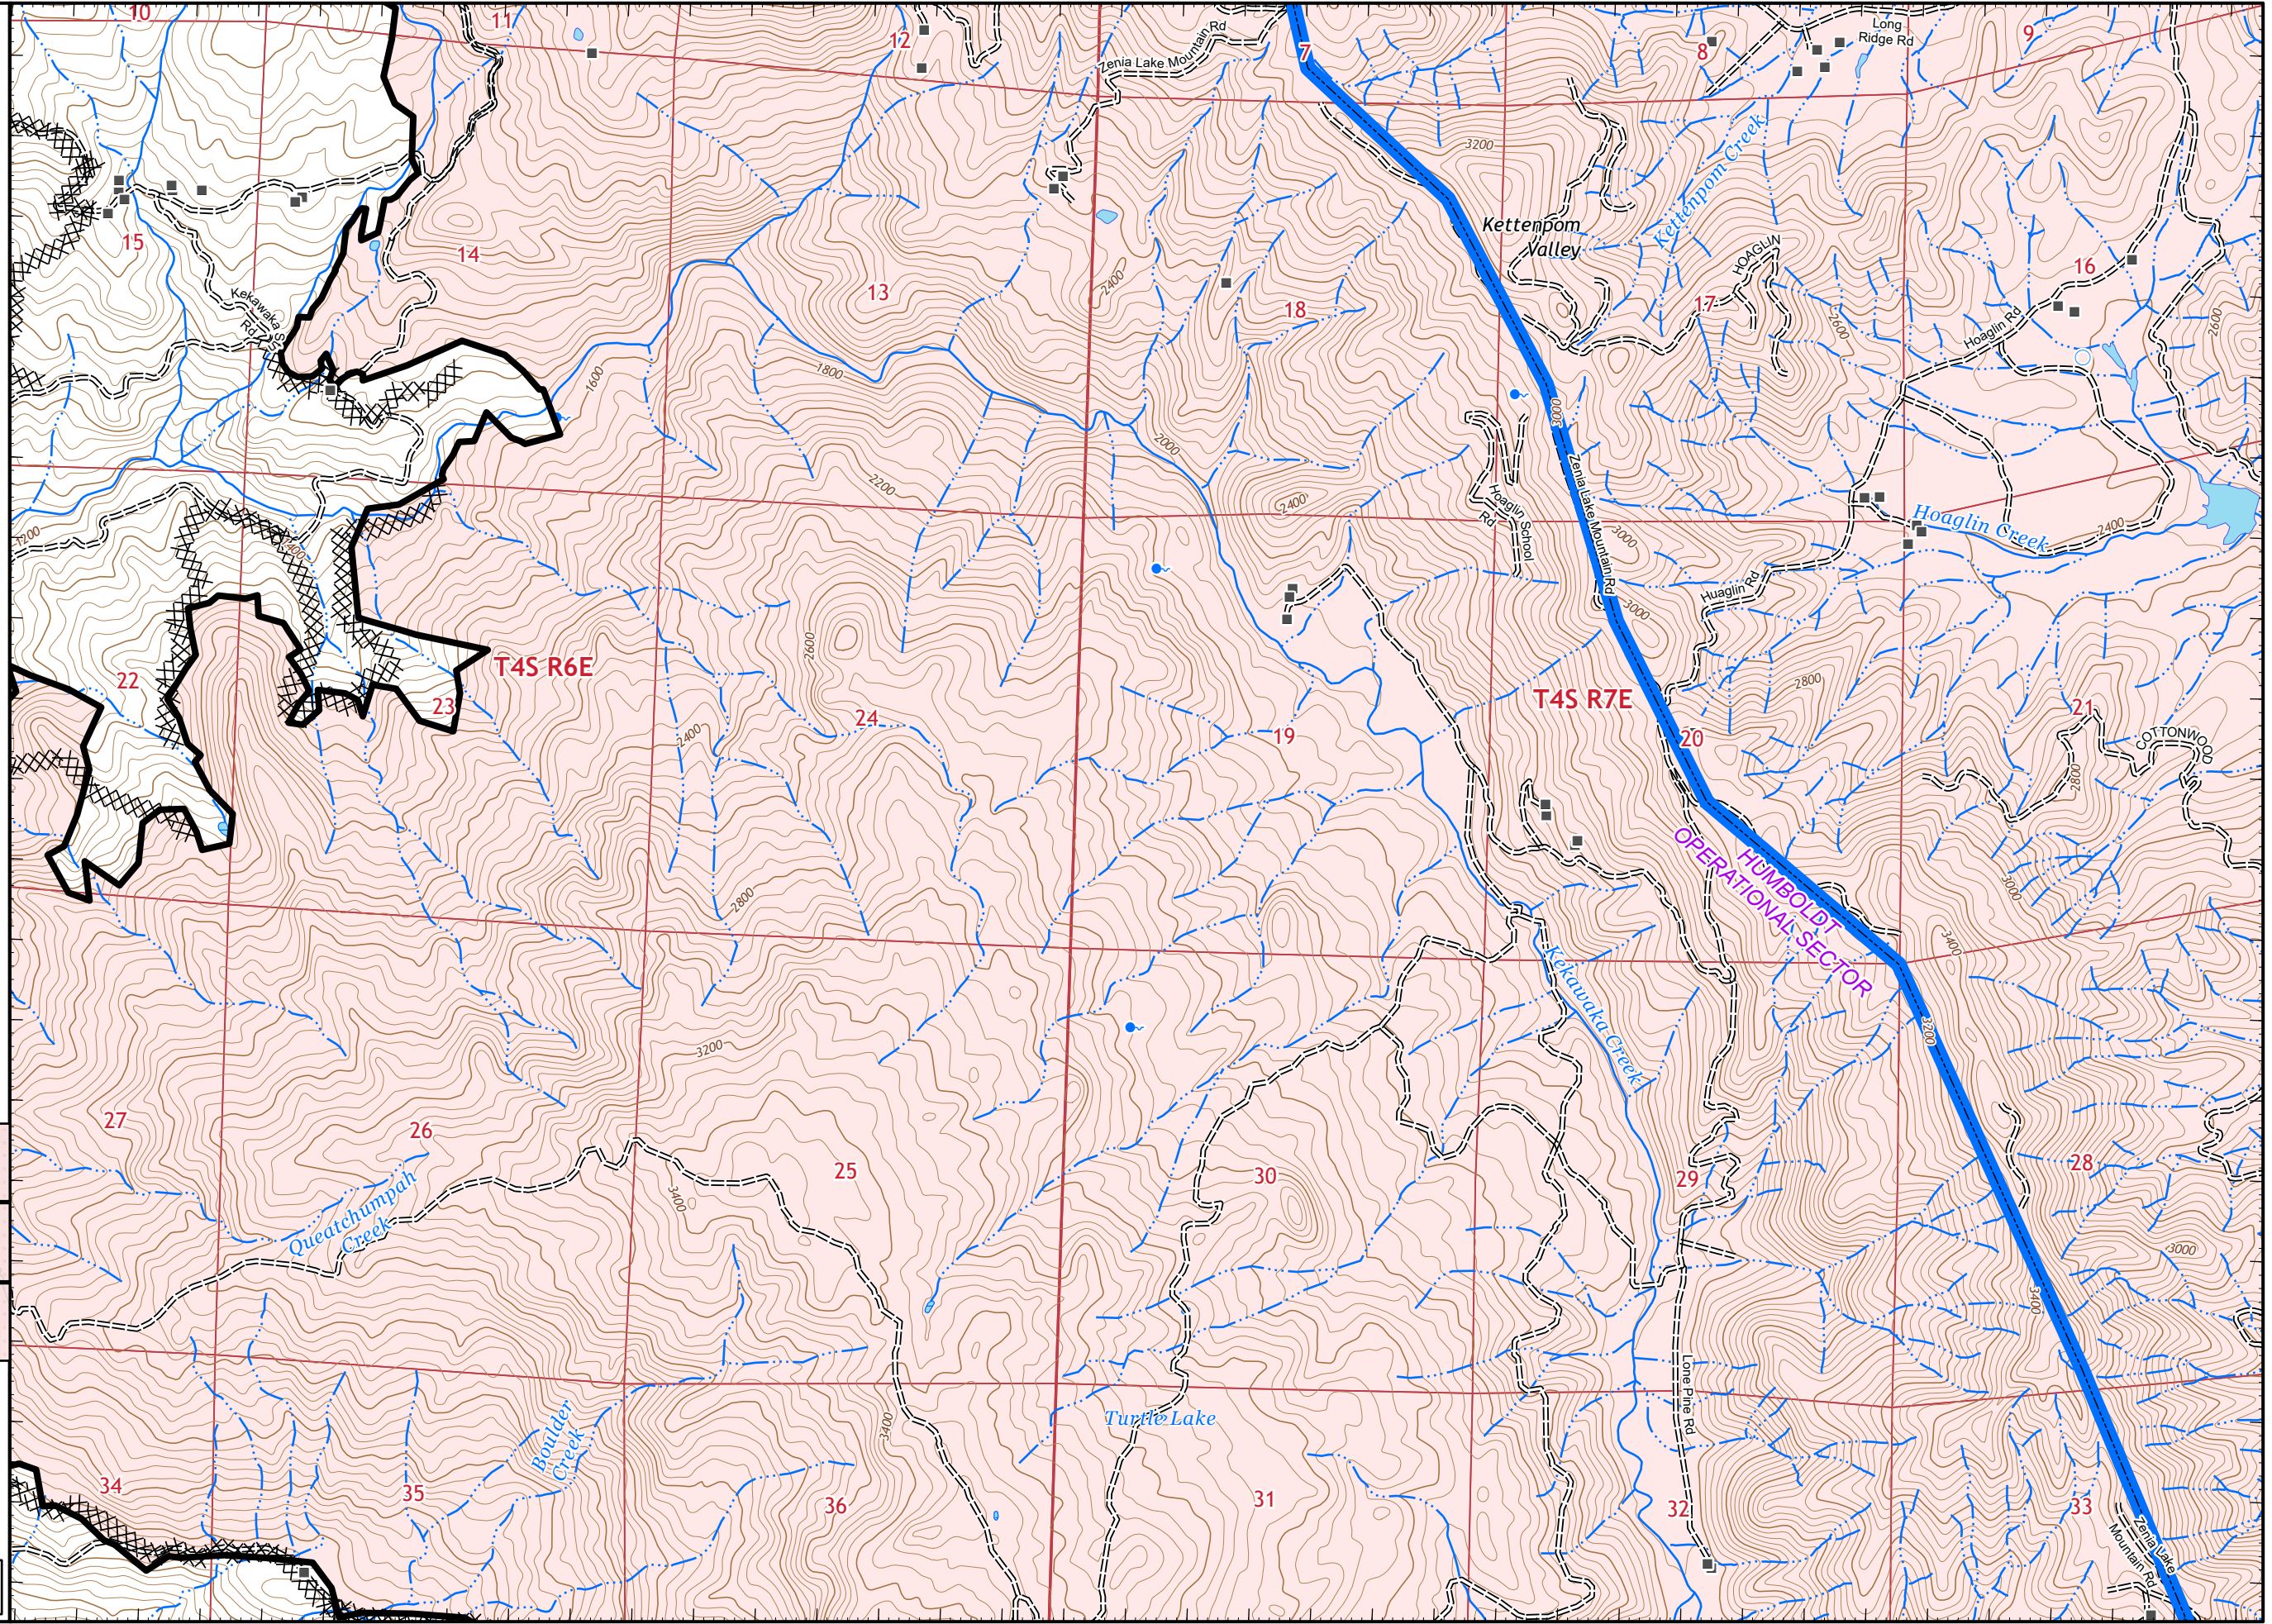 10
11
12
7
8
9
Long
Ridge Rd
Zenia Lake Mountain Rd
3200
Kettenpom Creek
Kettenpom
Valley
15
14
13
18
17
16
HOAGLIN
2400
2600
2600
Hoaglin Rd
Kekawaka S
Rd
1600
1800
2000
3000
2200
2400
Hoaglin School
Rd
Zenia Lake Mountain Rd
3000
Hoaglin Creek
2400
1200
1400
Huaglin Rd
3000
2600
T4S R6E
T4S R7E
22
23
24
19
20
21
2400
2800
2800
COTTONWOOD
HUMBOLDT
OPERATIONAL SECTOR
2800
3000
3400
3200
Kekawaka Creek
3200
27
26
25
30
29
28
3400
Queatchumpah
Creek
3000
3400
Lone Pine Rd
Boulder
Creek
3400
Turtle Lake
34
35
36
31
32
33
Zenia Lake
Mountain Rd